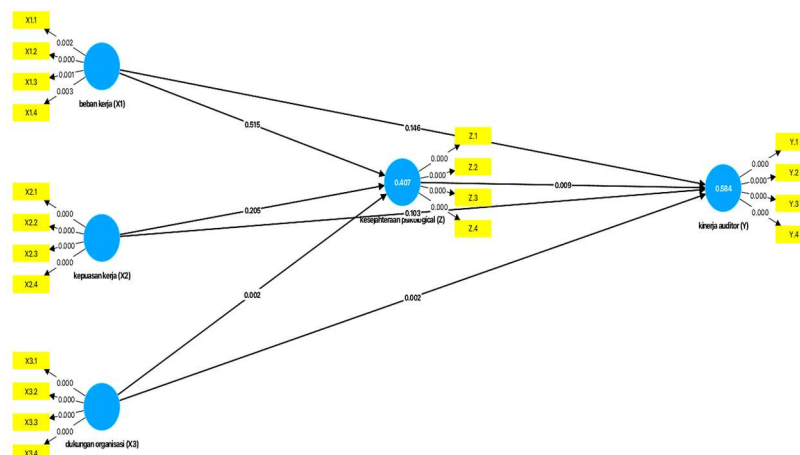 X1.1
0.002
X1.2
0.000
X1.3
0.001
X1.4
0.003
beban kerja (X1)
0.515
0.146
X2.1
0.000
X2.2
0.000
X2.3
0.000
X2.4
0.000
kepuasan kerja (X2)
0.205
0.103
X3.1
0.000
X3.2
0.000
X3.3
0.000
X3.4
0.000
dukungan organisasi (X3)
0.002
0.002
Z.1
0.000
Z.2
0.000
Z.3
0.000
Z.4
0.000
0.407
kesejahteraan psikological (Z)
0.009
Y.1
0.000
Y.2
0.000
Y.3
0.000
Y.4
0.000
0.584
kinerja auditor (Y)